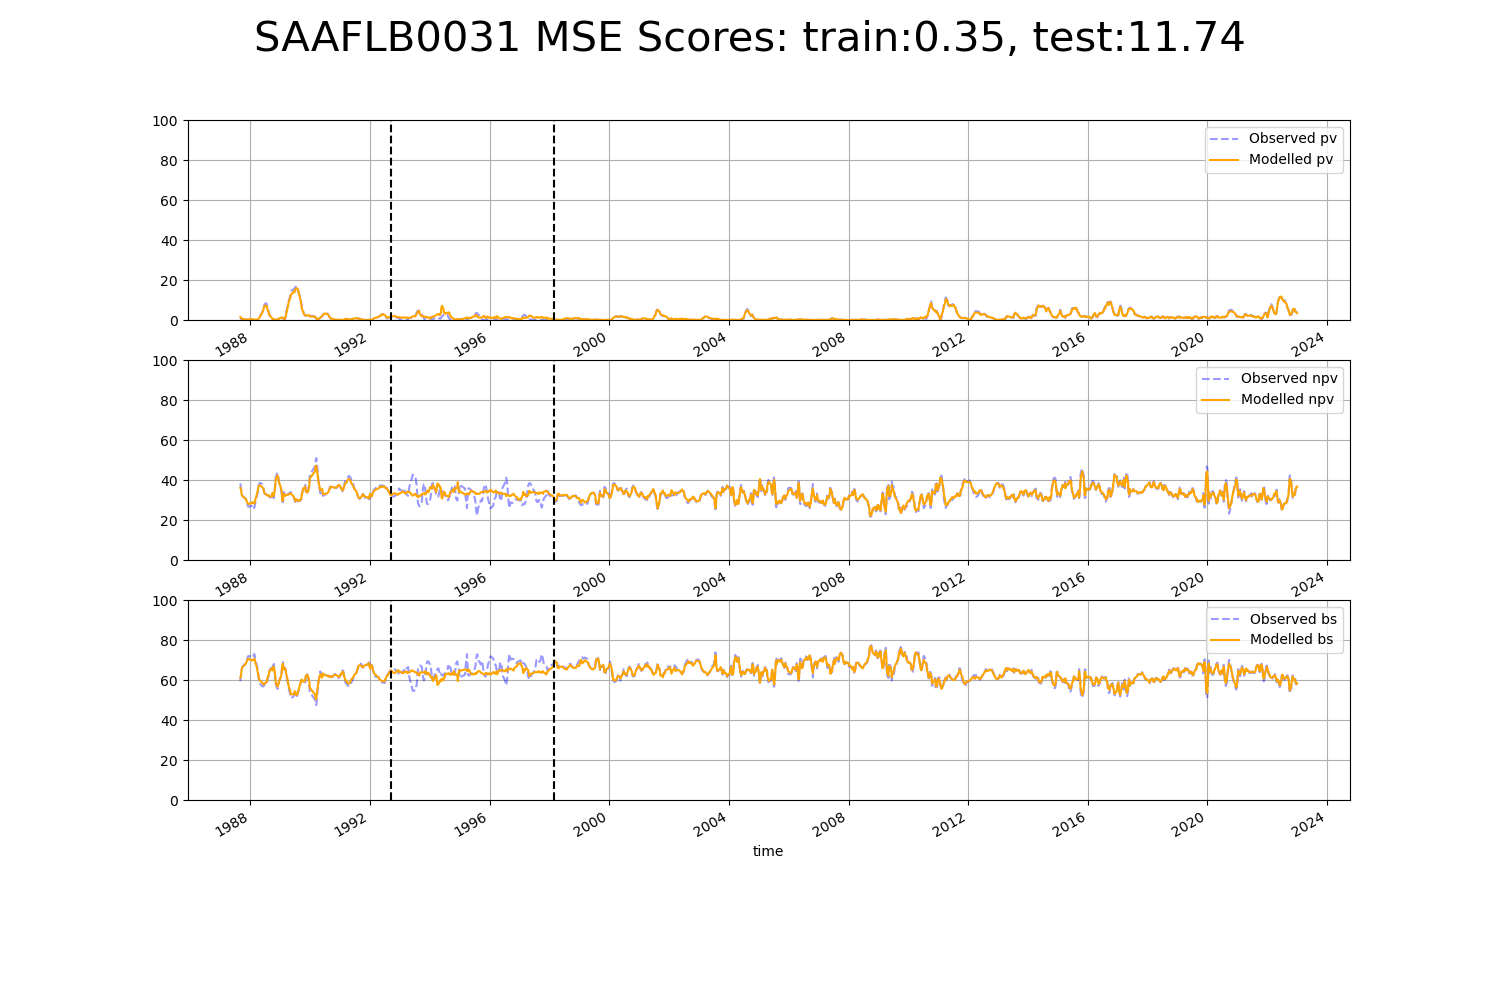 SAAFLB0031 MSE Scores: train:0.35, test:11.74
100
80
60
40
20
0
Observed pv
Modelled pv
1988 1992 1996 2000 2004 2008 2012 2016 2020 2024
100
80
60
40
20
0
Observed npv
Modelled npv
1988 1992 1996 2000 2004 2008 2012 2016 2020 2024
100
80
60
40
20
0
Observed bs
Modelled bs
1988 1992 1996 2000 2004 2008 2012 2016 2020 2024
time